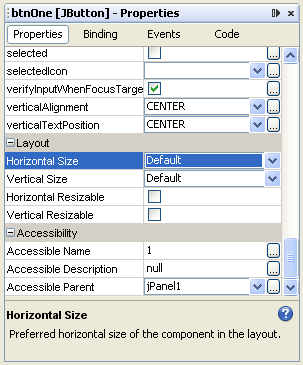 btnOne [JButton] - Properties
Properties Binding Events Code
selected
selectedIcon
verifyInputWhenFocusTarge
verticalAlignment CENTER
verticalTextPosition CENTER
Layout
Horizontal Size Default
Vertical Size Default
Horizontal Resizable
Vertical Resizable
Accessibility
Accessible Name 1
Accessible Description null
Accessible Parent jPanel1
Horizontal Size
Preferred horizontal size of the component in the layout.